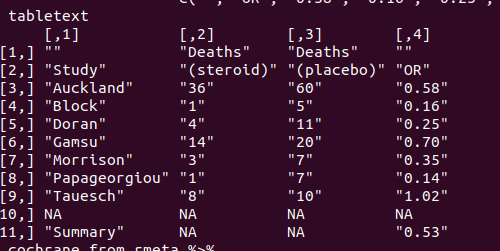 tabletext
[,1] [,2] [,3] [,4]
[1,] "" "Deaths" "Deaths" ""
[2,] "Study" "(steroid)" "(placebo)" "OR"
[3,] "Auckland" "36" "60" "0.58"
[4,] "Block" "1" "5" "0.16"
[5,] "Doran" "4" "11" "0.25"
[6,] "Gamsu" "14" "20" "0.70"
[7,] "Morrison" "3" "7" "0.35"
[8,] "Papageorgiou" "1" "7" "0.14"
[9,] "Tauesch" "8" "10" "1.02"
10,] NA NA NA NA
11,] "Summary" NA NA "0.53"
cochrane from rmeta %>%